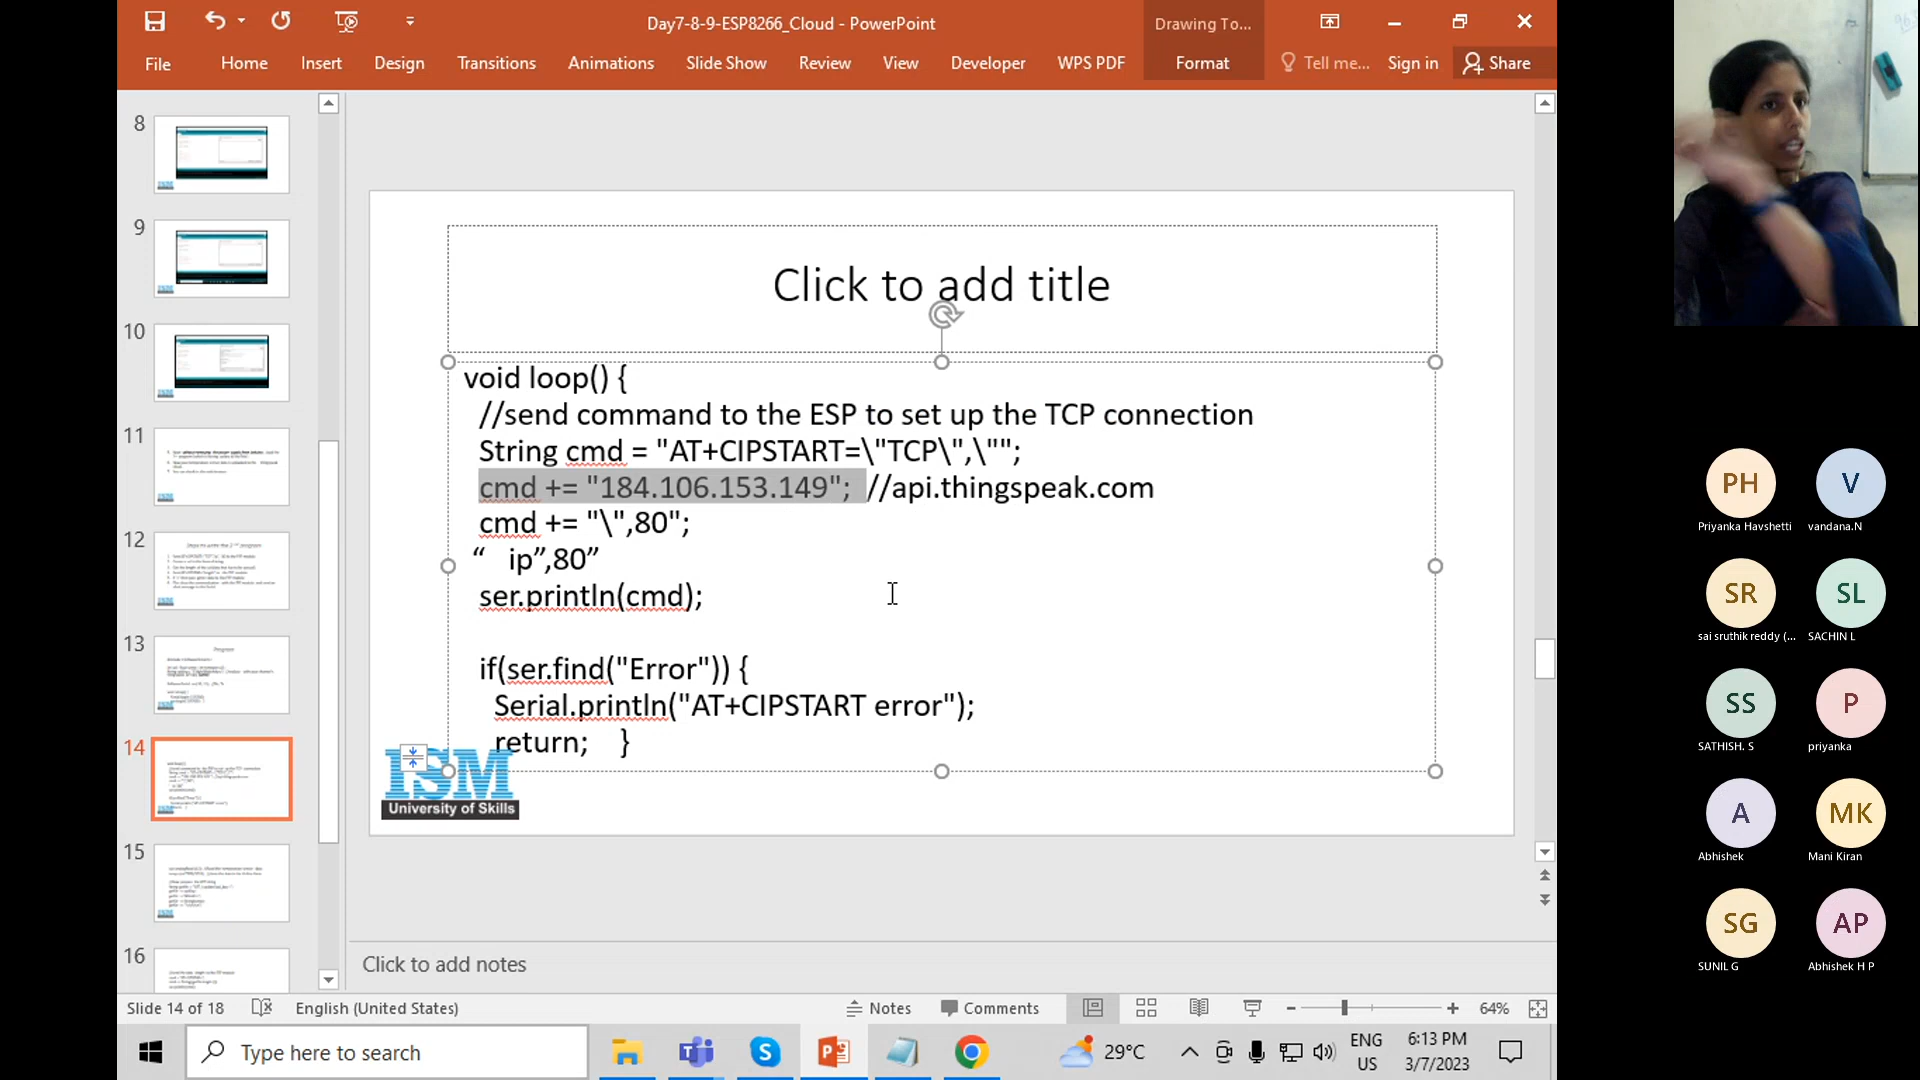 Day7-8-9-ESP8266_Cloud - PowerPoint
Drawing To...
File Home Insert Design Transitions Animations Slide Show Review View Developer WPS PDF Format Tell me... Sign in Share
8
9
10
11
12
13
14
15
16
Click to add title
void loop() {
//send command to the ESP to set up the TCP connection
String cmd = "AT+CIPSTART=\"TCP\",\"";
cmd += "184.106.153.149"; //api.thingspeak.com
cmd += "\",80";
“ ip”,80”
ser.println(cmd);
if(ser.find("Error")) {
Serial.println("AT+CIPSTART error");
return; }
ISM
University of Skills
Click to add notes
Slide 14 of 18 English (United States) Notes Comments 64%
Type here to search
29°C
ENG
US
6:13 PM
3/7/2023
PH
Priyanka Havshetti
V
vandana.N
SR
sai sruthik reddy (...
SL
SACHIN L
SS
SATHISH. S
P
priyanka
A
Abhishek
MK
Mani Kiran
SG
SUNIL G
AP
Abhishek H P